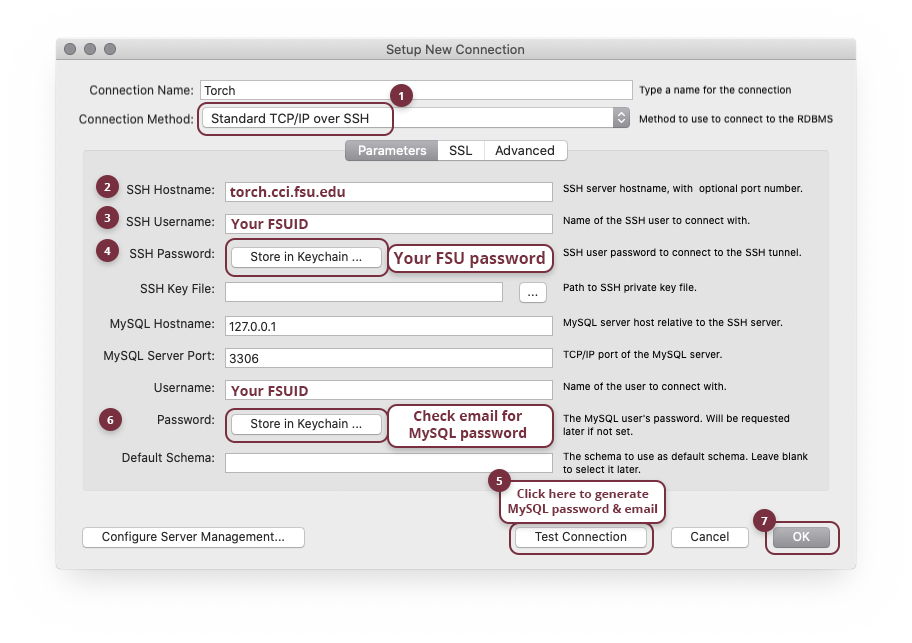 Setup New Connection
Connection Name: Torch Type a name for the connection
1
Connection Method: Standard TCP/IP over SSH Method to use to connect to the RDBMS
Parameters SSL Advanced
2 SSH Hostname: torch.cci.fsu.edu SSH server hostname, with optional port number.
3 SSH Username: Your FSUID Name of the SSH user to connect with.
4 SSH Password: Store in Keychain ... Your FSU password SSH user password to connect to the SSH tunnel.
SSH Key File: ... Path to SSH private key file.
MySQL Hostname: 127.0.0.1 MySQL server host relative to the SSH server.
MySQL Server Port: 3306 TCP/IP port of the MySQL server.
Username: Your FSUID Name of the user to connect with.
6 Password: Store in Keychain ... Check email for
MySQL password
The MySQL user's password. Will be requested
later if not set.
Default Schema: The schema to use as default schema. Leave blank
to select it later.
5
Click here to generate
MySQL password & email
7
Configure Server Management... Test Connection Cancel OK